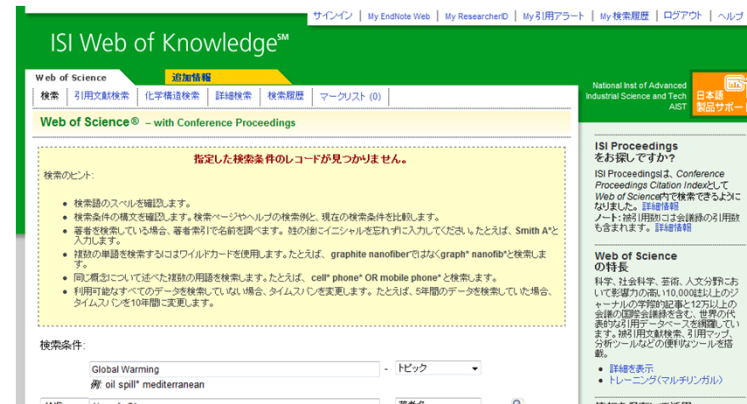 サインイン | My EndNote Web | My ResearcherID | My 引用アラート | My 検索履歴 | ログアウト | ヘルプ
ISI Web of Knowledge℠
Web of Science 追加情報
検索 | 引用文献検索 | 化学構造検索 | 詳細検索 | 検索履歴 | マークリスト (0)
National Inst of Advanced
Industrial Science and Tech
AIST
日本語
製品サポート
Web of Science® – with Conference Proceedings
指定した検索条件のレコードが見つかりません。
検索のヒント:
• 検索語のスペルを確認します。
• 検索条件の構文を確認します。検索ページやヘルプの検索例と、現在の検索条件を比較します。
• 著者を検索している場合、著者索引で名前を調べます。姓の後にイニシャルを忘れずに入力してください。たとえば、Smith A*と
入力します。
• 複数の単語を検索するにはワイルドカードを使用します。たとえば、graphite nanofiberではなくgraph* nanofib*と検索しま
す。
• 同じ概念について述べた複数の用語を検索します。たとえば、cell* phone* OR mobile phone*と検索します。
• 利用可能なすべてのデータを検索していない場合、タイムスパンを変更します。たとえば、5年間のデータを検索していた場合、
タイムスパンを10年間に変更します。
検索条件:
Global Warming - トピック
例: oil spill* mediterranean
ISI Proceedings
をお探しですか?
ISI Proceedingsは、Conference
Proceedings Citation Indexとして
Web of Science内で検索できるように
なりました。詳細情報
ノート: 被引用数には会議録の引用数
も含まれます。詳細情報
Web of Science
の特長
科学、社会科学、芸術、人文分野にお
いて影響力の高い10,000誌以上のジ
ャーナルの学際的記事と12万以上の
会議の国際会議録を含む、世界の代
表的な引用データベースを網羅してい
ます。被引用文献検索、引用マップ、
分析ツールなどの便利なツールを搭
載。
• 詳細を表示
• トレーニング(マルチリンガル)